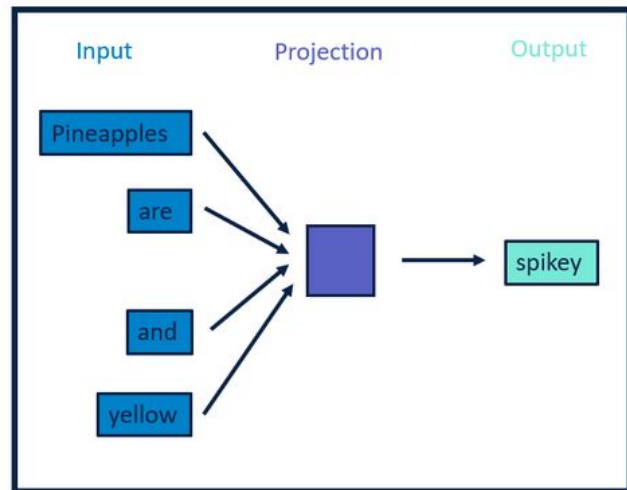 Input Projection Output
Pineapples
are
spikey
and
yellow